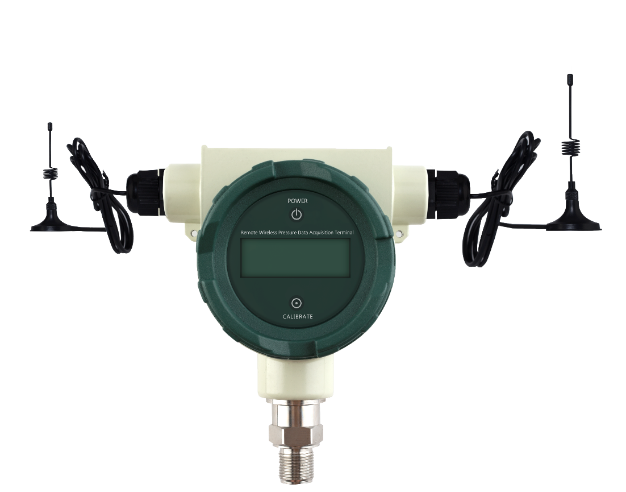 POWER
Remote Wireless Pressure Data Acquisition Terminal
CALIBRATE